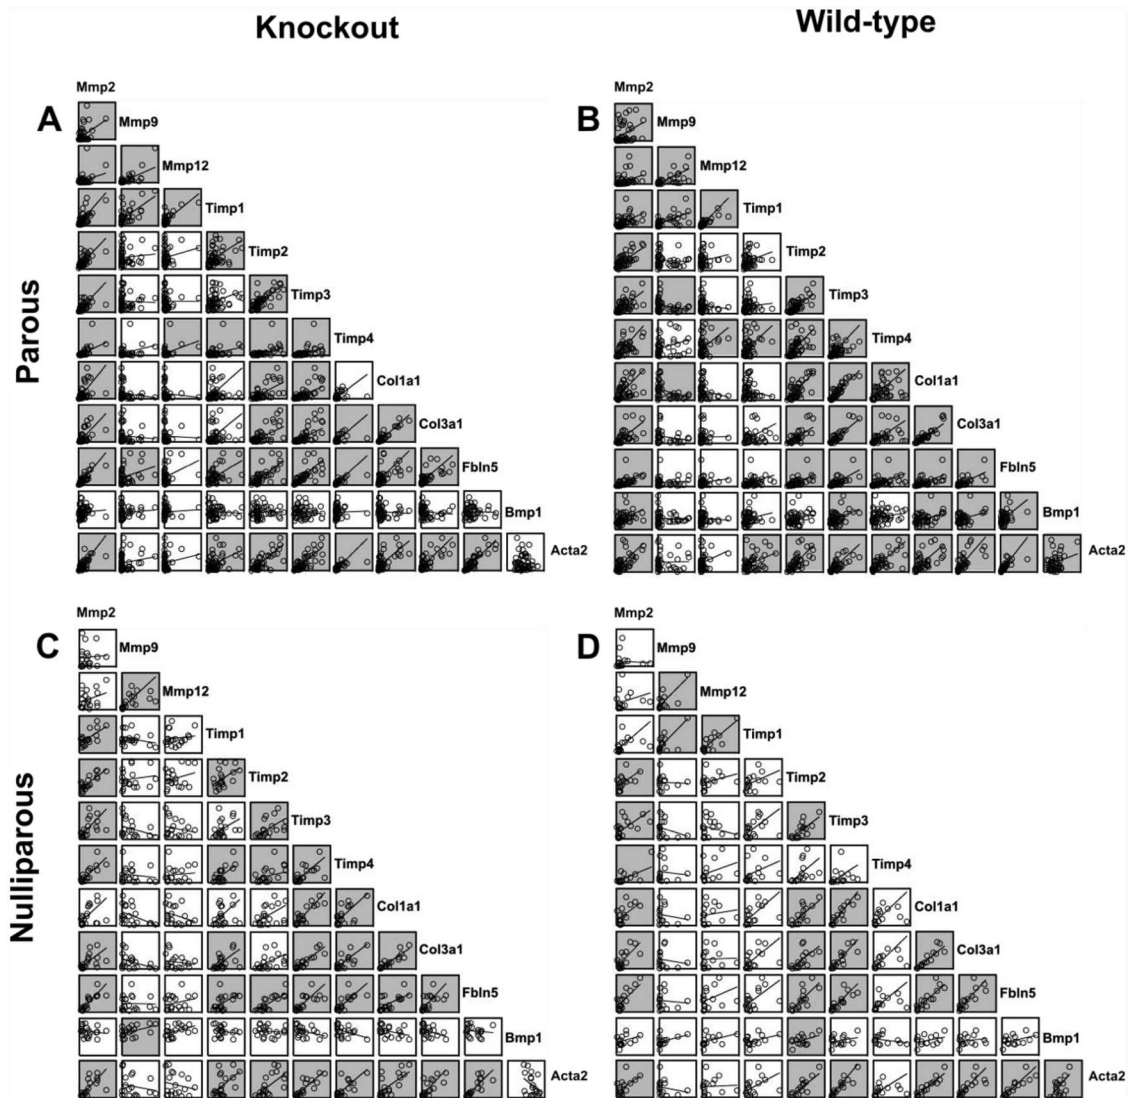 Knockout
Wild-type
Parous
Nulliparous
A
Mmp2
Mmp9
Mmp12
Timp1
Timp2
Timp3
Timp4
Col1a1
Col3a1
Fbln5
Bmp1
Acta2
B
Mmp2
Mmp9
Mmp12
Timp1
Timp2
Timp3
Timp4
Col1a1
Col3a1
Fbln5
Bmp1
Acta2
C
Mmp2
Mmp9
Mmp12
Timp1
Timp2
Timp3
Timp4
Col1a1
Col3a1
Fbln5
Bmp1
Acta2
D
Mmp2
Mmp9
Mmp12
Timp1
Timp2
Timp3
Timp4
Col1a1
Col3a1
Fbln5
Bmp1
Acta2